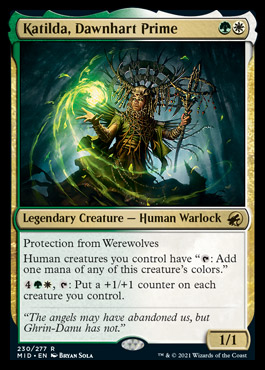 Katilda, Dawnhart Prime
Legendary Creature — Human Warlock
Protection from Werewolves
Human creatures you control have “: Add
one mana of any of this creature’s colors.”
4, : Put a +1/+1 counter on each
creature you control.
“The angels may have abandoned us, but
Ghrin-Danu has not.”
1/1
230/277 R
MID • EN BRYAN SOLA
™ & © 2021 Wizards of the Coast